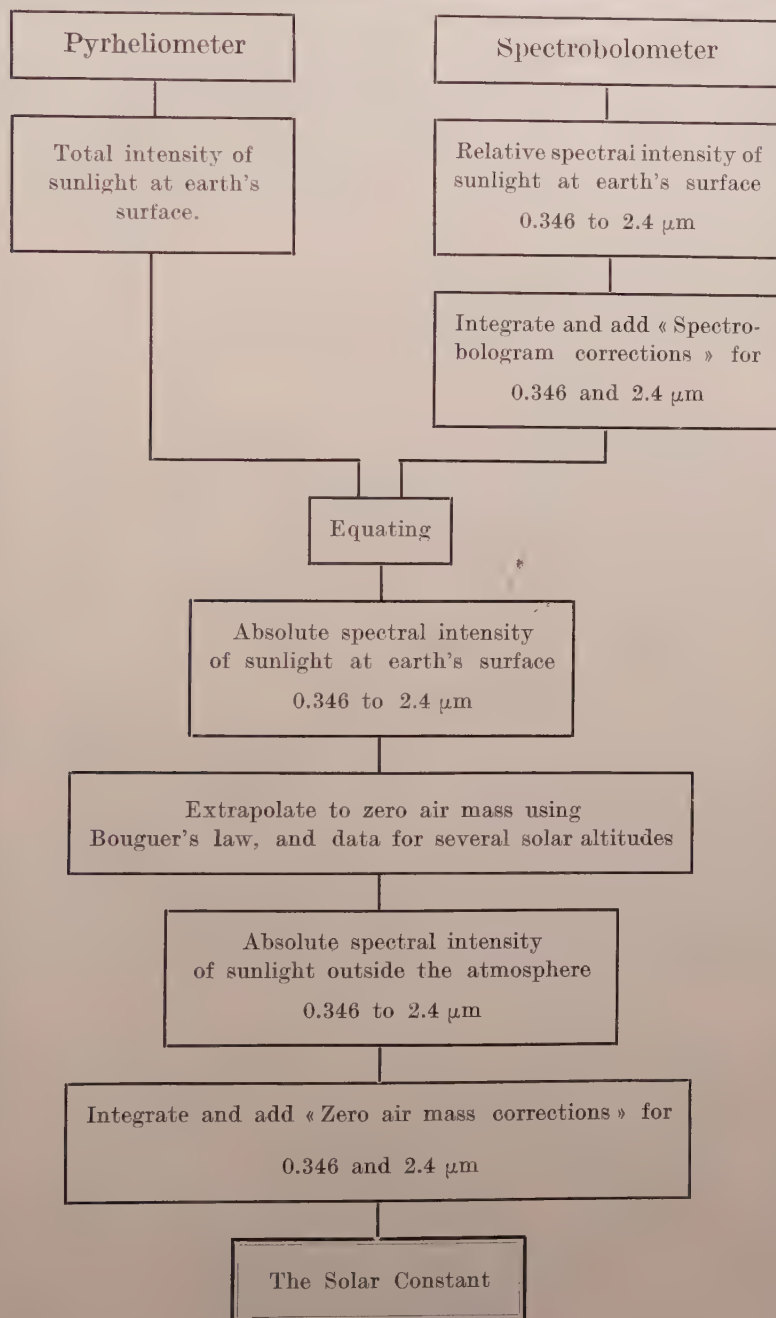 Pyrheliometer
Total intensity of
sunlight at earth's
surface.
Spectrobolometer
Relative spectral intensity of
sunlight at earth's surface
0.346 to 2.4 μm
Integrate and add « Spectro-
bologram corrections » for
0.346 and 2.4 μm
Equating
Absolute spectral intensity
of sunlight at earth's surface
0.346 to 2.4 μm
Extrapolate to zero air mass using
Bouguer's law, and data for several solar altitudes
Absolute spectral intensity
of sunlight outside the atmosphere
0.346 to 2.4 μm
Integrate and add « Zero air mass corrections » for
0.346 and 2.4 μm
The Solar Constant